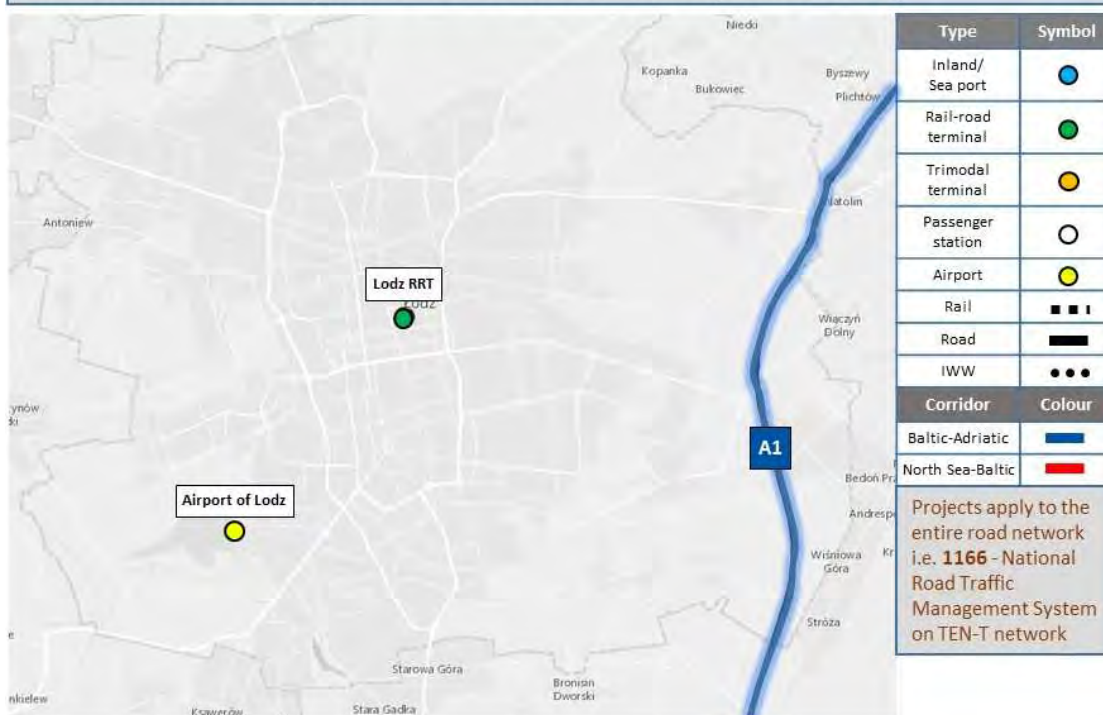 Niedki
Kopanka
Bukowiec
Byszewy
Plichtów
Natolin
Antoniew
Lodz RRT
Łódź
Wiączyń
Dolny
A1
Bedoń
Airport of Lodz
Wiśniowa
Góra
Stróża
Starowa Góra
Bronisin
Dworski
Stara Gadka
Ksawerów
Type Symbol
Inland/
Sea port
Rail-road
terminal
Trimodal
terminal
Passenger
station
Airport
Rail
Road
IWW
Corridor Colour
Baltic-Adriatic
North Sea-Baltic
Projects apply to the
entire road network
i.e. 1166 - National
Road Traffic
Management System
on TEN-T network